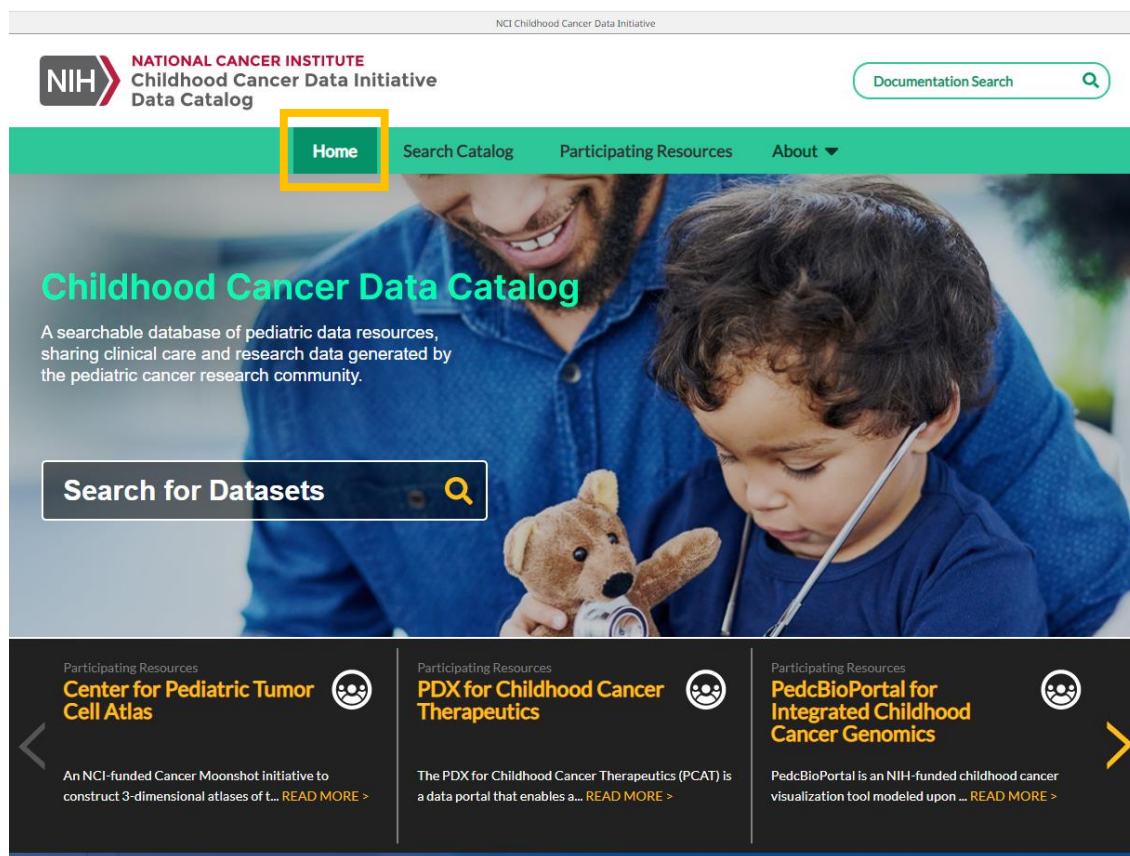 NCI Childhood Cancer Data Initiative
NIH
NATIONAL CANCER INSTITUTE
Childhood Cancer Data Initiative
Data Catalog
Documentation Search
Home
Search Catalog
Participating Resources
About
Childhood Cancer Data Catalog
A searchable database of pediatric data resources,
sharing clinical care and research data generated by
the pediatric cancer research community.
Search for Datasets
Participating Resources
Center for Pediatric Tumor
Cell Atlas
An NCI-funded Cancer Moonshot initiative to
construct 3-dimensional atlases of t... READ MORE >
Participating Resources
PDX for Childhood Cancer
Therapeutics
The PDX for Childhood Cancer Therapeutics (PCAT) is
a data portal that enables a... READ MORE >
Participating Resources
PedcBioPortal for
Integrated Childhood
Cancer Genomics
PedcBioPortal is an NIH-funded childhood cancer
visualization tool modeled upon ... READ MORE >